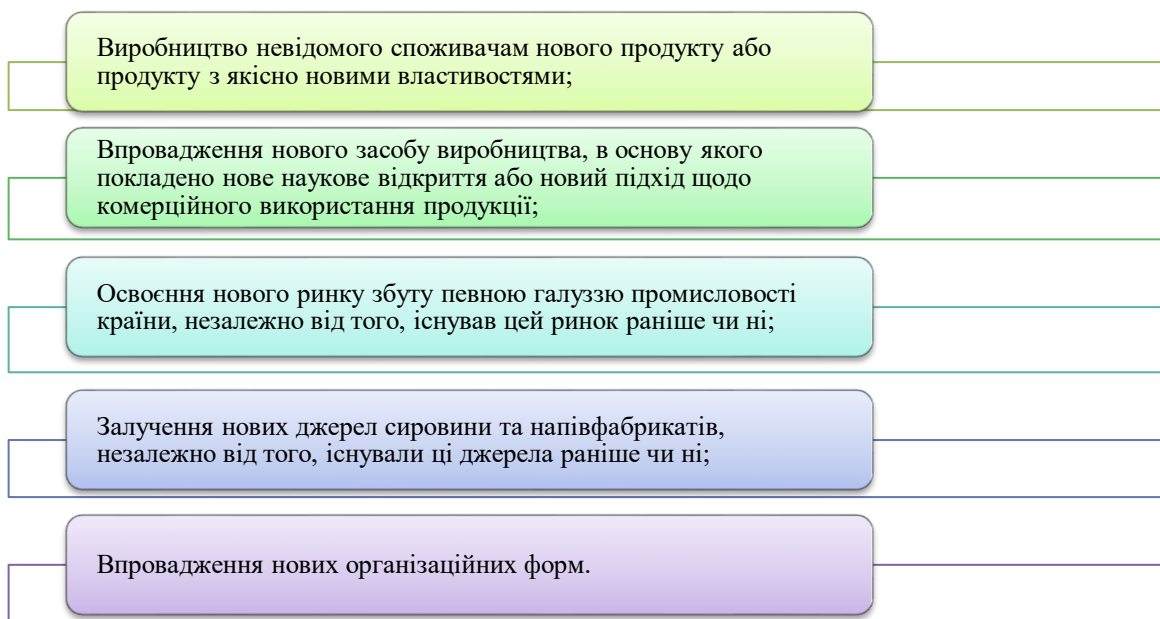 Виробництво невідомого споживачам нового продукту або
продукту з якісно новими властивостями;
Впровадження нового засобу виробництва, в основу якого
покладено нове наукове відкриття або новий підхід щодо
комерційного використання продукції;
Освоєння нового ринку збуту певною галуззю промисловості
країни, незалежно від того, існував цей ринок раніше чи ні;
Залучення нових джерел сировини та напівфабрикатів,
незалежно від того, існували ці джерела раніше чи ні;
Впровадження нових організаційних форм.